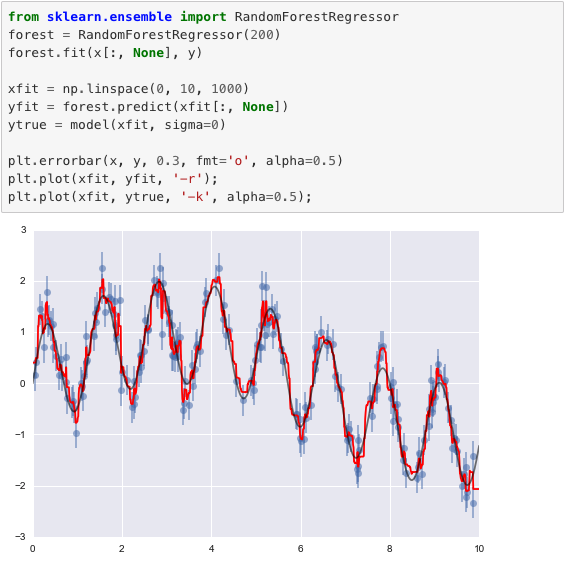 from sklearn.ensemble import RandomForestRegressor
forest = RandomForestRegressor(200)
forest.fit(x[:, None], y)

xfit = np.linspace(0, 10, 1000)
yfit = forest.predict(xfit[:, None])
ytrue = model(xfit, sigma=0)

plt.errorbar(x, y, 0.3, fmt='o', alpha=0.5)
plt.plot(xfit, yfit, '-r');
plt.plot(xfit, ytrue, '-k', alpha=0.5);
3
2
1
0
−1
−2
−3
0 2 4 6 8 10